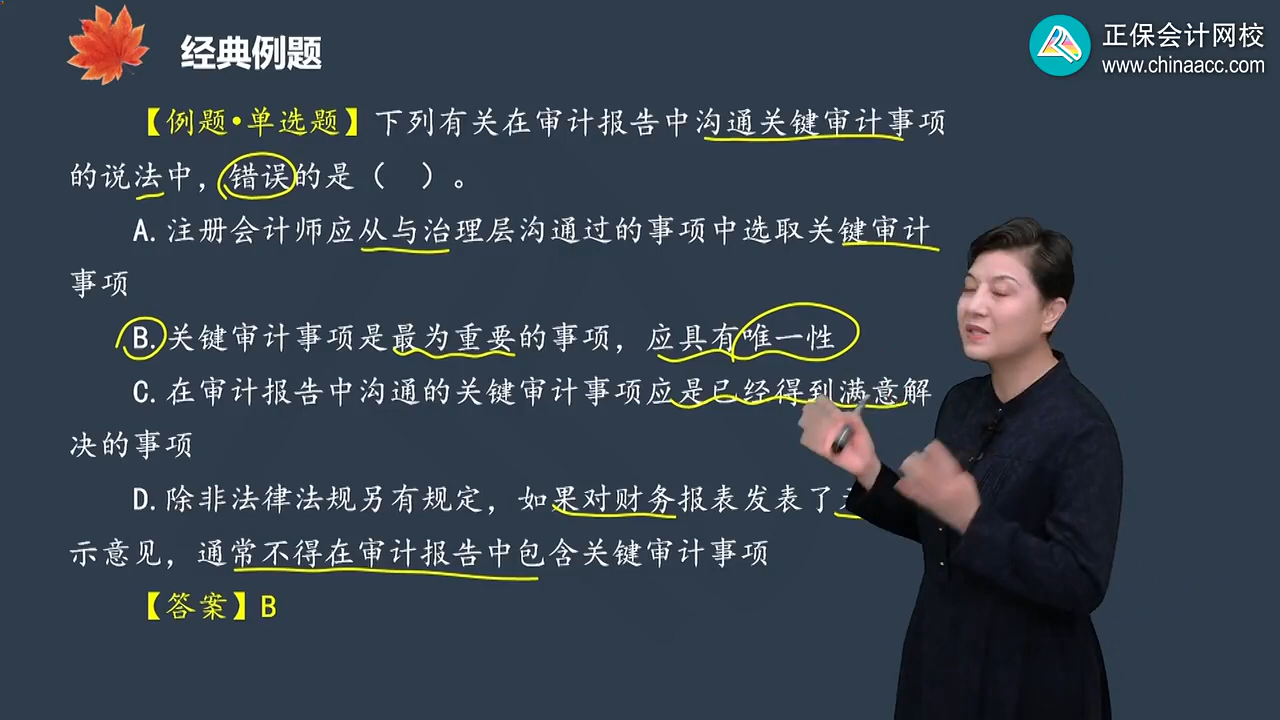 经典例题
正保会计网校
www.chinaacc.com
【例题·单选题】下列有关在审计报告中沟通关键审计事项
的说法中，错误的是（ ）。
A.注册会计师应从与治理层沟通过的事项中选取关键审计
事项
B.关键审计事项是最为重要的事项，应具有唯一性
C.在审计报告中沟通的关键审计事项应是已经得到满意解
决的事项
D.除非法律法规另有规定，如果对财务报表发表了
示意见，通常不得在审计报告中包含关键审计事项
【答案】B